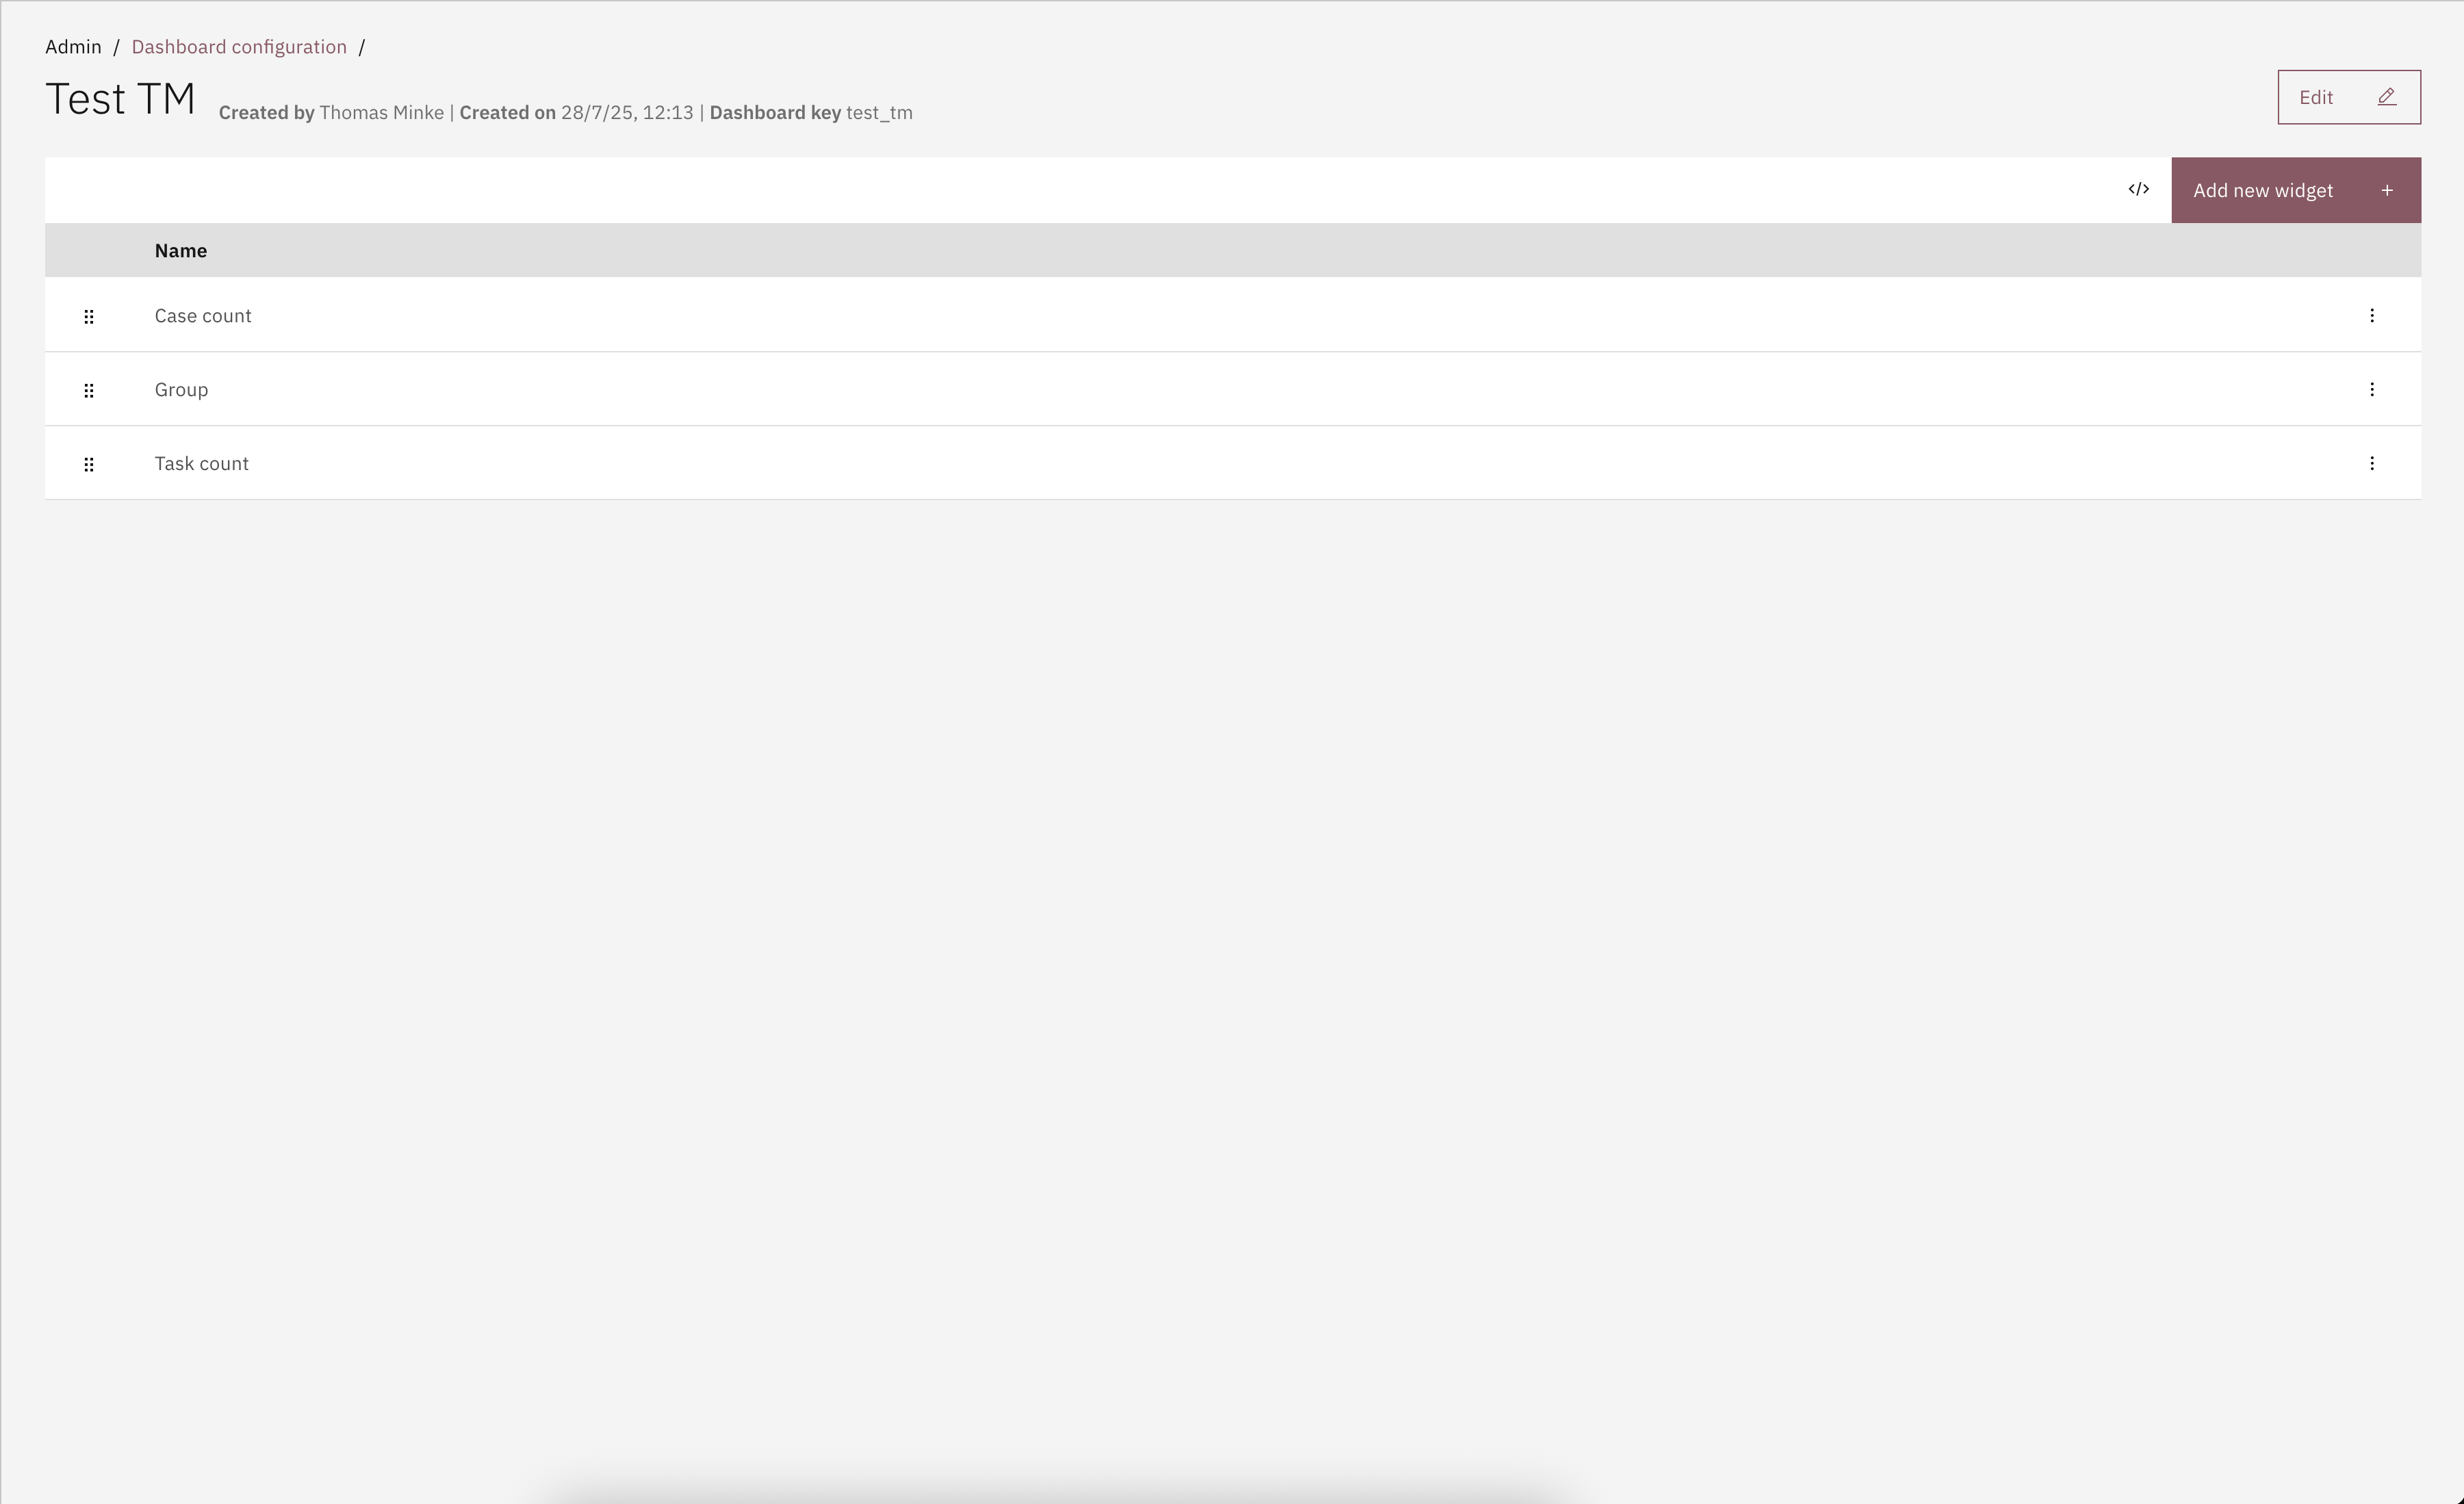 Admin / Dashboard configuration /
Test TM Created by Thomas Minke | Created on 28/7/25, 12:13 | Dashboard key test_tm
Edit
</> Add new widget +
Name
Case count
Group
Task count